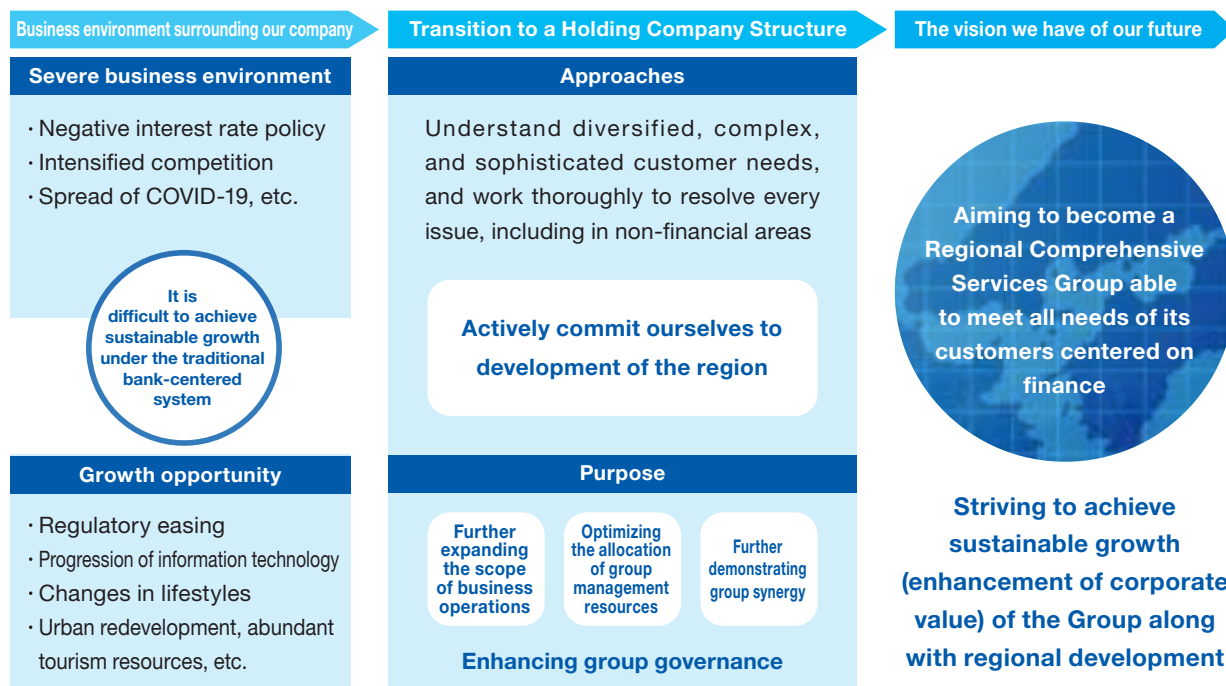 Business environment surrounding our company
Severe business environment
· Negative interest rate policy
· Intensified competition
· Spread of COVID-19, etc.
It is
difficult to achieve
sustainable growth
under the traditional
bank-centered
system
Growth opportunity
· Regulatory easing
· Progression of information technology
· Changes in lifestyles
· Urban redevelopment, abundant
tourism resources, etc.
Transition to a Holding Company Structure
Approaches
Understand diversified, complex,
and sophisticated customer needs,
and work thoroughly to resolve every
issue, including in non-financial areas
Actively commit ourselves to
development of the region
Purpose
Further
expanding
the scope
of business
operations
Optimizing
the allocation
of group
management
resources
Further
demonstrating
group synergy
Enhancing group governance
The vision we have of our future
Aiming to become a
Regional Comprehensive
Services Group able
to meet all needs of its
customers centered on
finance
Striving to achieve
sustainable growth
(enhancement of corporate
value) of the Group along
with regional development